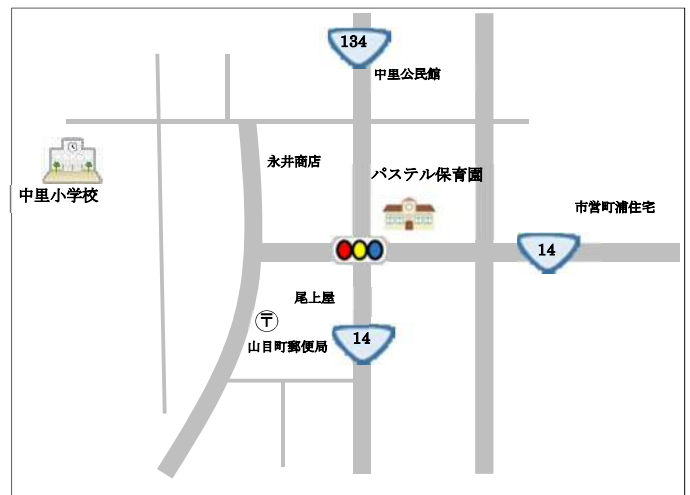 134
中里公民館
永井商店
パステル保育園
中里小学校
市営町浦住宅
14
尾上屋
〒
山目町郵便局
14